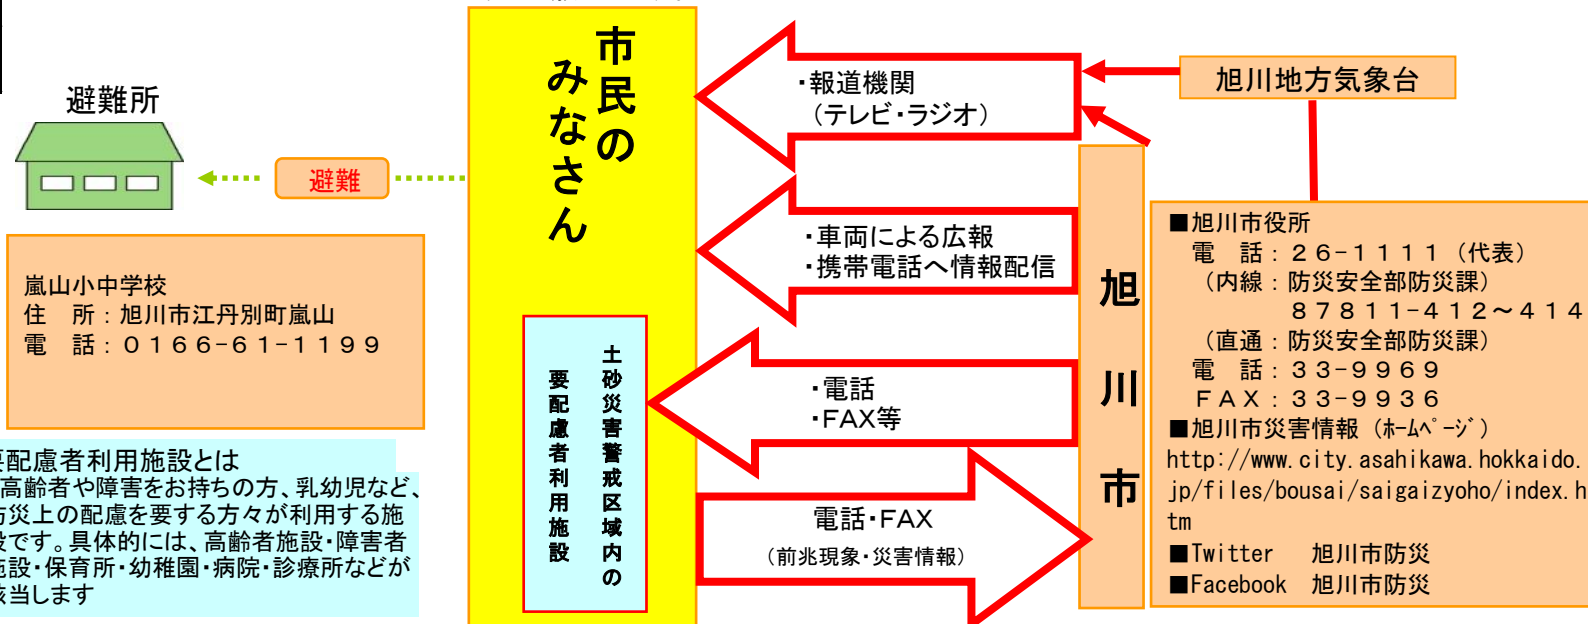 避難所
避難
嵐山小中学校
住　所：旭川市江丹別町嵐山
電　話：０１６６-６１-１１９９
要配慮者利用施設とは
高齢者や障害をお持ちの方、乳幼児など、
防災上の配慮を要する方々が利用する施
設です。具体的には、高齢者施設・障害者
施設・保育所・幼稚園・病院・診療所などが
該当します
市民の
みなさん
土砂災害警戒区域内の
要配慮者利用施設
・報道機関
（テレビ・ラジオ）
・車両による広報
・携帯電話へ情報配信
・電話
・FAX等
電話・FAX
（前兆現象・災害情報）
旭川市
旭川地方気象台
■旭川市役所
電　話：２６-１１１１（代表）
（内線：防災安全部防災課）
８７８１１-４１２～４１４
（直通：防災安全部防災課）
電　話：３３-９９６９
ＦＡＸ：３３-９９３６
■旭川市災害情報（ﾎｰﾑﾍﾟｰｼﾞ）
http://www.city.asahikawa.hokkaido.
jp/files/bousai/saigaizyoho/index.h
tm
■Twitter　旭川市防災
■Facebook　旭川市防災